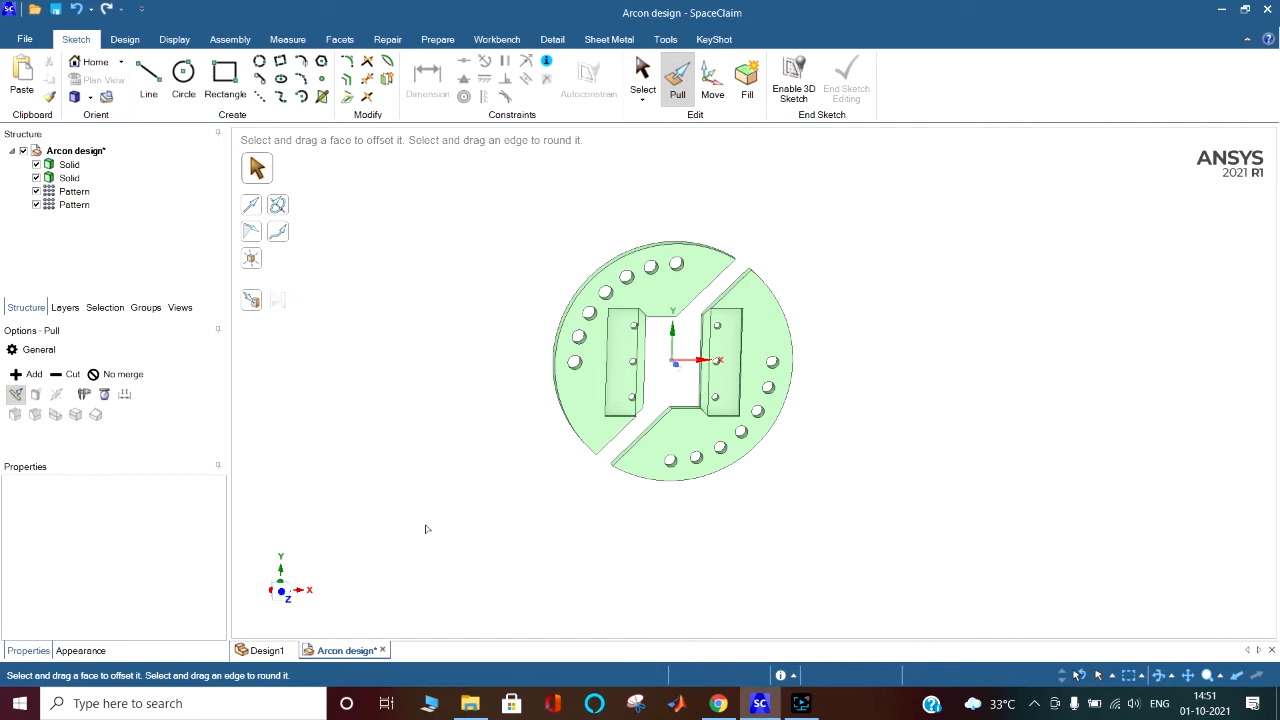 Arcon design - SpaceClaim
File Sketch Design Display Assembly Measure Facets Repair Prepare Workbench Detail Sheet Metal Tools KeyShot
Paste
Home
Plan View
Line
Circle
Rectangle
Dimension
Autoconstrain
Select
Pull
Move
Fill
Enable 3D
Sketch
End Sketch
Editing
Clipboard Orient Create Modify Constraints Edit End Sketch
Structure
Arcon design*
Solid
Solid
Pattern
Pattern
Structure Layers Selection Groups Views
Options - Pull
General
Add Cut No merge
Properties
Properties Appearance
Select and drag a face to offset it. Select and drag an edge to round it.
ANSYS
2021 R1
Y
X
Y
X
Z
Design1 Arcon design*
Select and drag a face to offset it. Select and drag an edge to round it.
Type here to search
SC
33°C
ENG
14:51
01-10-2021